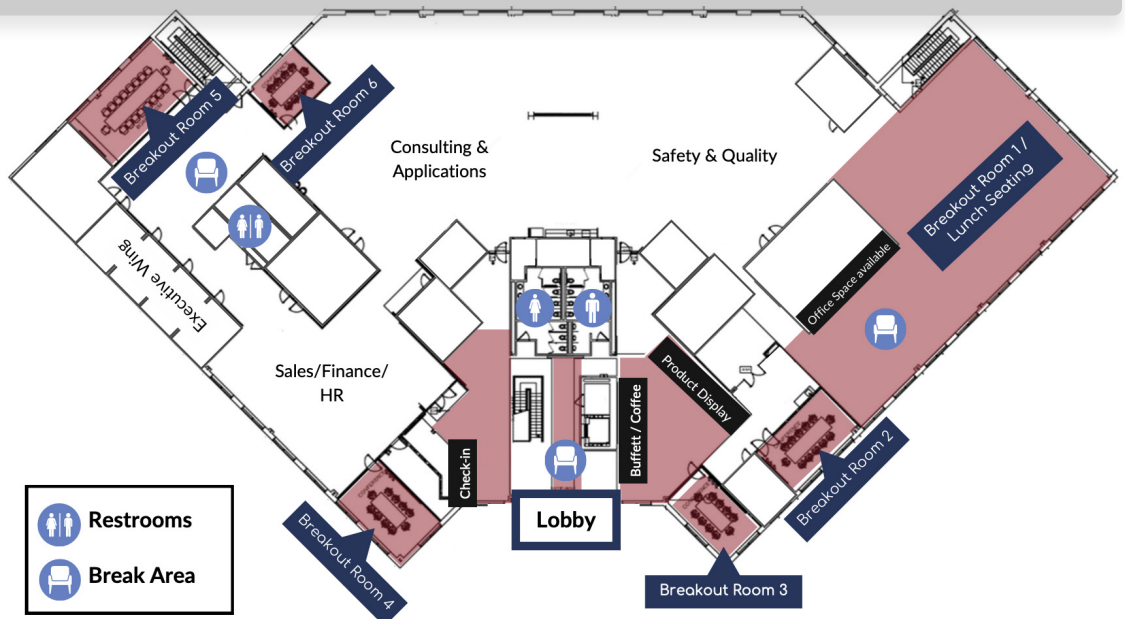 Breakout Room 5
Breakout Room 6
Consulting &
Applications
Safety & Quality
Breakout Room 1 /
Lunch Seating
Executive Wing
Office Space available
Sales/Finance/
HR
Product Display
Buffett / Coffee
Check-in
Breakout Room 2
Lobby
Restrooms
Break Area
Breakout Room 4
Breakout Room 3